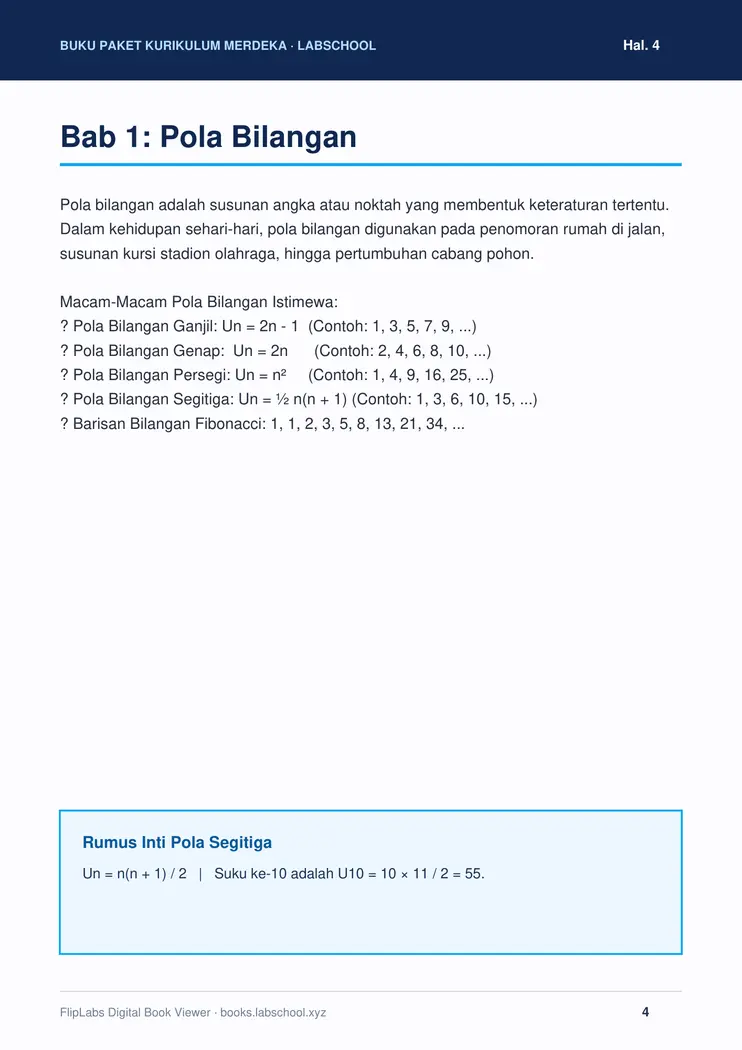 BUKU PAKET KURIKULUM MERDEKA · LABSCHOOL Hal. 4
Bab 1: Pola Bilangan
Pola bilangan adalah susunan angka atau noktah yang membentuk keteraturan tertentu.
Dalam kehidupan sehari-hari, pola bilangan digunakan pada penomoran rumah di jalan,
susunan kursi stadion olahraga, hingga pertumbuhan cabang pohon.
Macam-Macam Pola Bilangan Istimewa:
? Pola Bilangan Ganjil: Un = 2n - 1 (Contoh: 1, 3, 5, 7, 9, ...)
? Pola Bilangan Genap: Un = 2n (Contoh: 2, 4, 6, 8, 10, ...)
? Pola Bilangan Persegi: Un = n² (Contoh: 1, 4, 9, 16, 25, ...)
? Pola Bilangan Segitiga: Un = ½ n(n + 1) (Contoh: 1, 3, 6, 10, 15, ...)
? Barisan Bilangan Fibonacci: 1, 1, 2, 3, 5, 8, 13, 21, 34, ...
Rumus Inti Pola Segitiga
Un = n(n + 1) / 2 | Suku ke-10 adalah U10 = 10 × 11 / 2 = 55.
FlipLabs Digital Book Viewer · books.labschool.xyz 4